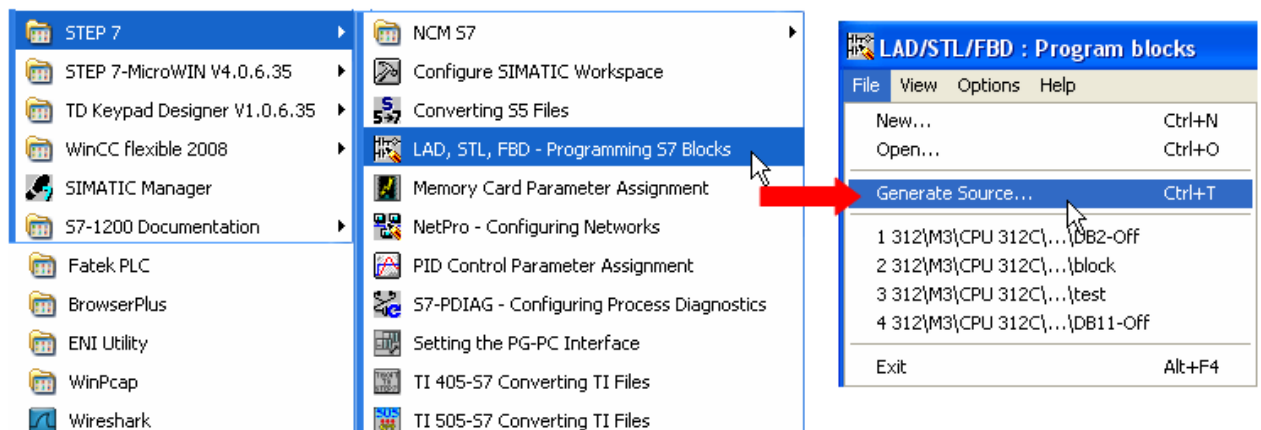 STEP 7
STEP 7-MicroWIN V4.0.6.35
TD Keypad Designer V1.0.6.35
WinCC flexible 2008
SIMATIC Manager
S7-1200 Documentation
Fatek PLC
BrowserPlus
ENI Utility
WinPcap
Wireshark
NCM S7
Configure SIMATIC Workspace
S 5→7 Converting S5 Files
LAD, STL, FBD - Programming S7 Blocks
Memory Card Parameter Assignment
NetPro - Configuring Networks
PID Control Parameter Assignment
S7-PDIAG - Configuring Process Diagnostics
Setting the PG-PC Interface
TI 405-S7 Converting TI Files
505 TI 505-S7 Converting TI Files
LAD/STL/FBD : Program blocks
File View Options Help
New... Ctrl+N
Open... Ctrl+O
Generate Source... Ctrl+T
1 312\M3\CPU 312C\...\DB2-Off
2 312\M3\CPU 312C\...\block
3 312\M3\CPU 312C\...\test
4 312\M3\CPU 312C\...\DB11-Off
Exit Alt+F4